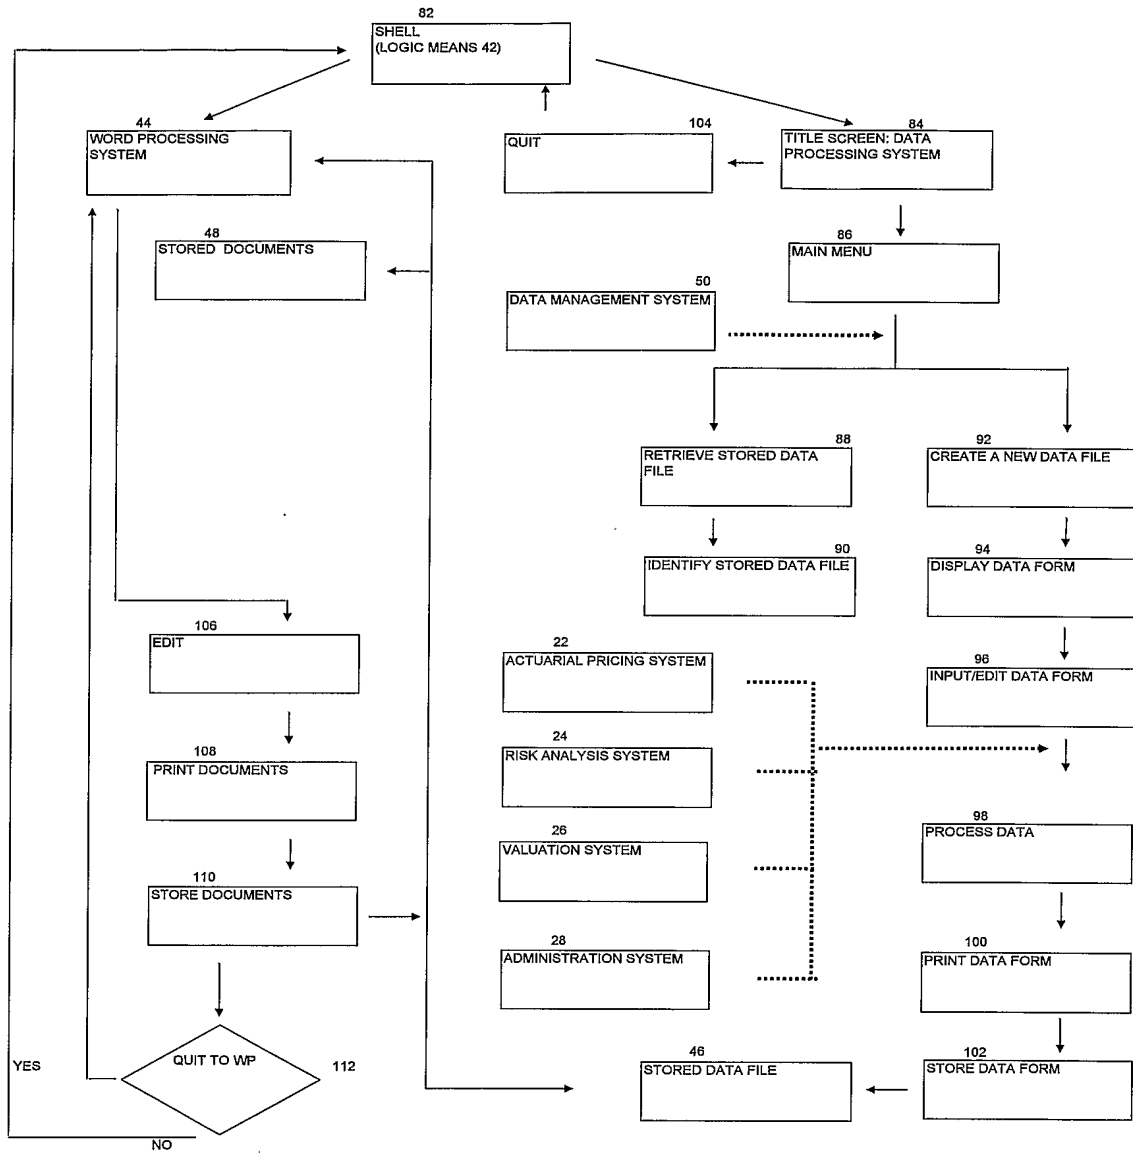 82
SHELL
(LOGIC MEANS 42)
44
WORD PROCESSING
SYSTEM
104
QUIT
84
TITLE SCREEN: DATA
PROCESSING SYSTEM
48
STORED DOCUMENTS
86
MAIN MENU
50
DATA MANAGEMENT SYSTEM
88
RETRIEVE STORED DATA
FILE
92
CREATE A NEW DATA FILE
90
IDENTIFY STORED DATA FILE
94
DISPLAY DATA FORM
106
EDIT
22
ACTUARIAL PRICING SYSTEM
96
INPUT/EDIT DATA FORM
108
PRINT DOCUMENTS
24
RISK ANALYSIS SYSTEM
98
PROCESS DATA
26
VALUATION SYSTEM
110
STORE DOCUMENTS
28
ADMINISTRATION SYSTEM
100
PRINT DATA FORM
YES
QUIT TO WP
112
46
STORED DATA FILE
102
STORE DATA FORM
NO